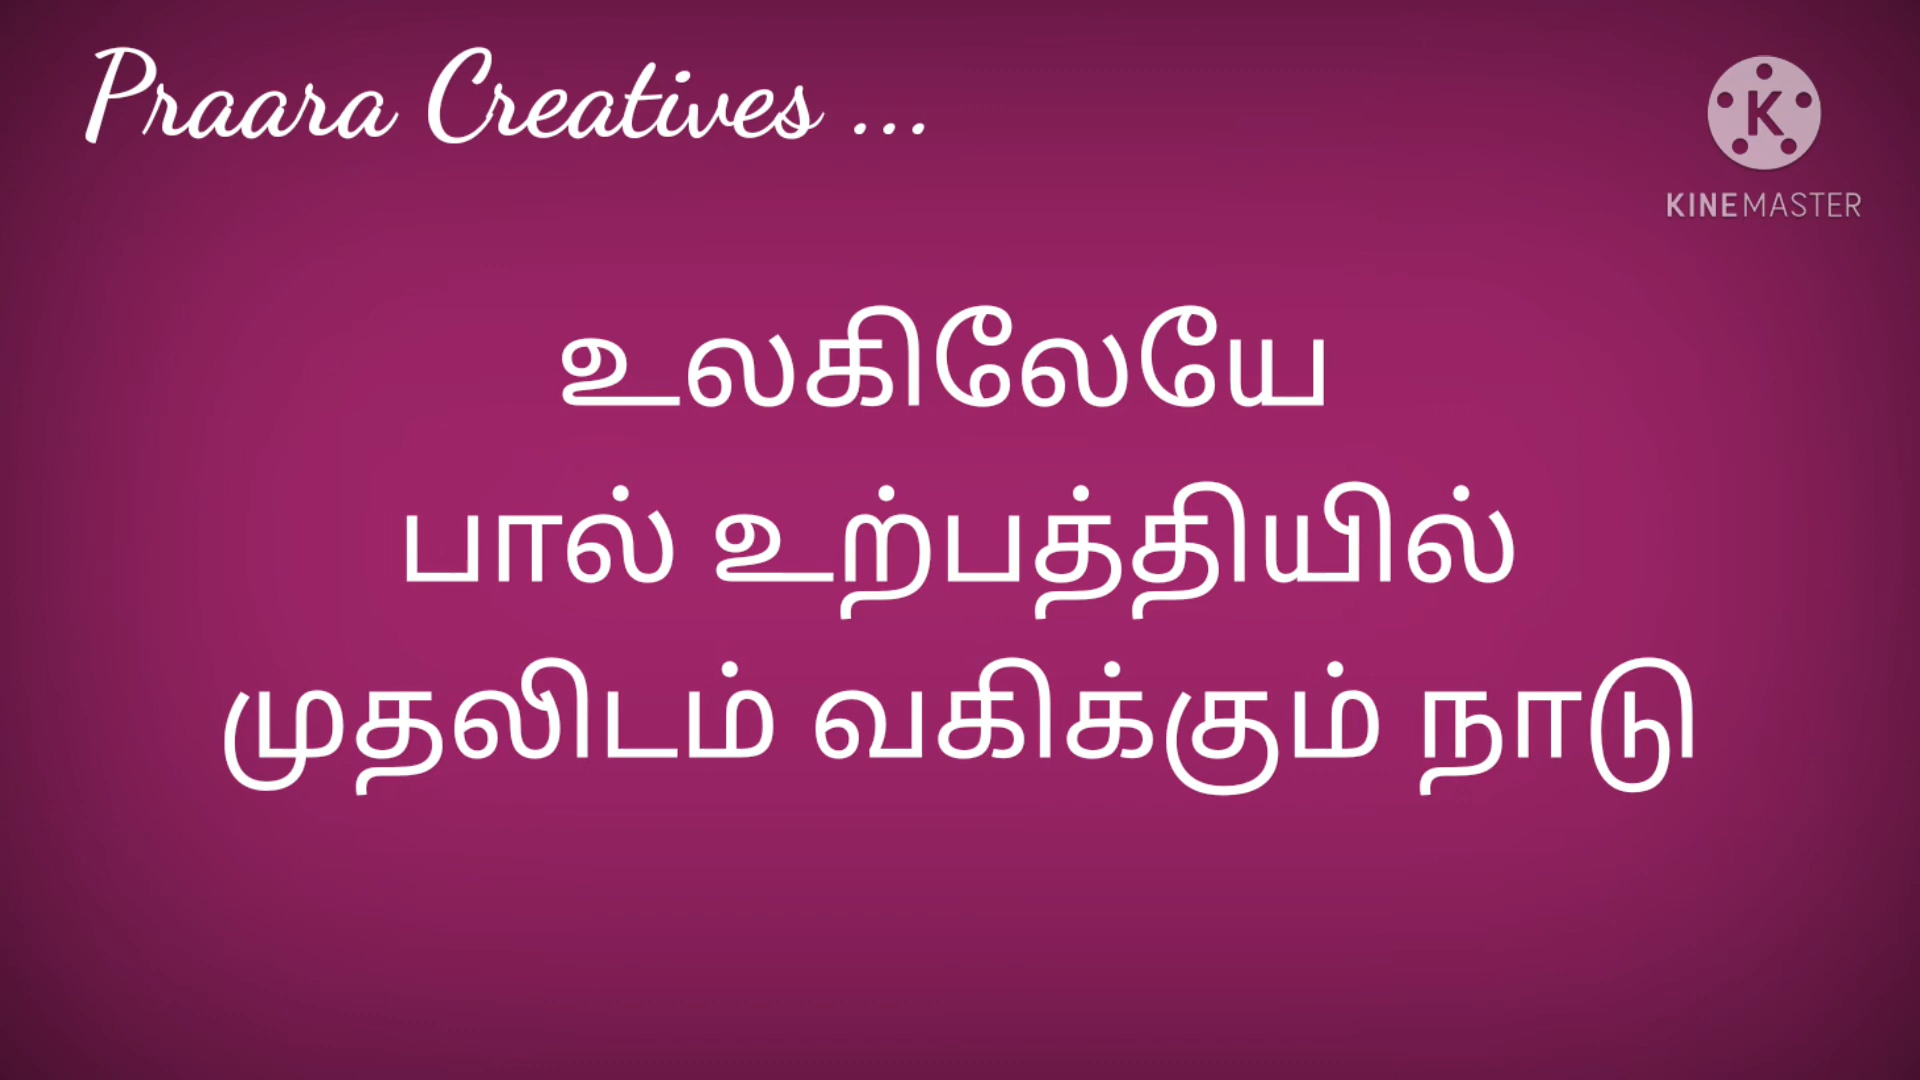 Praara Creatives ...
KINEMASTER
உலகிலேயே
பால் உற்பத்தியில்
முதலிடம் வகிக்கும் நாடு